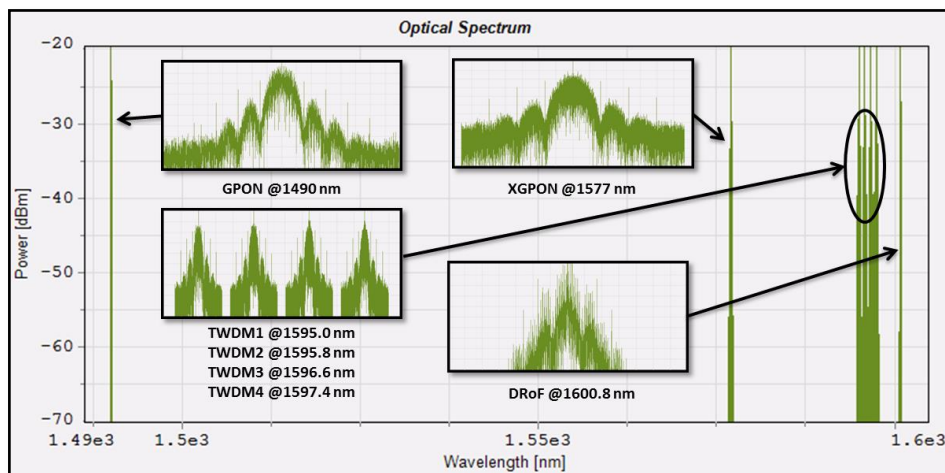 Optical Spectrum
Power [dBm]
-20
-30
-40
-50
-60
-70
GPON @1490 nm
XGPON @1577 nm
TWDM1 @1595.0 nm
TWDM2 @1595.8 nm
TWDM3 @1596.6 nm
TWDM4 @1597.4 nm
DRoF @1600.8 nm
1.49e3 1.5e3 1.55e3 1.6e3
Wavelength [nm]